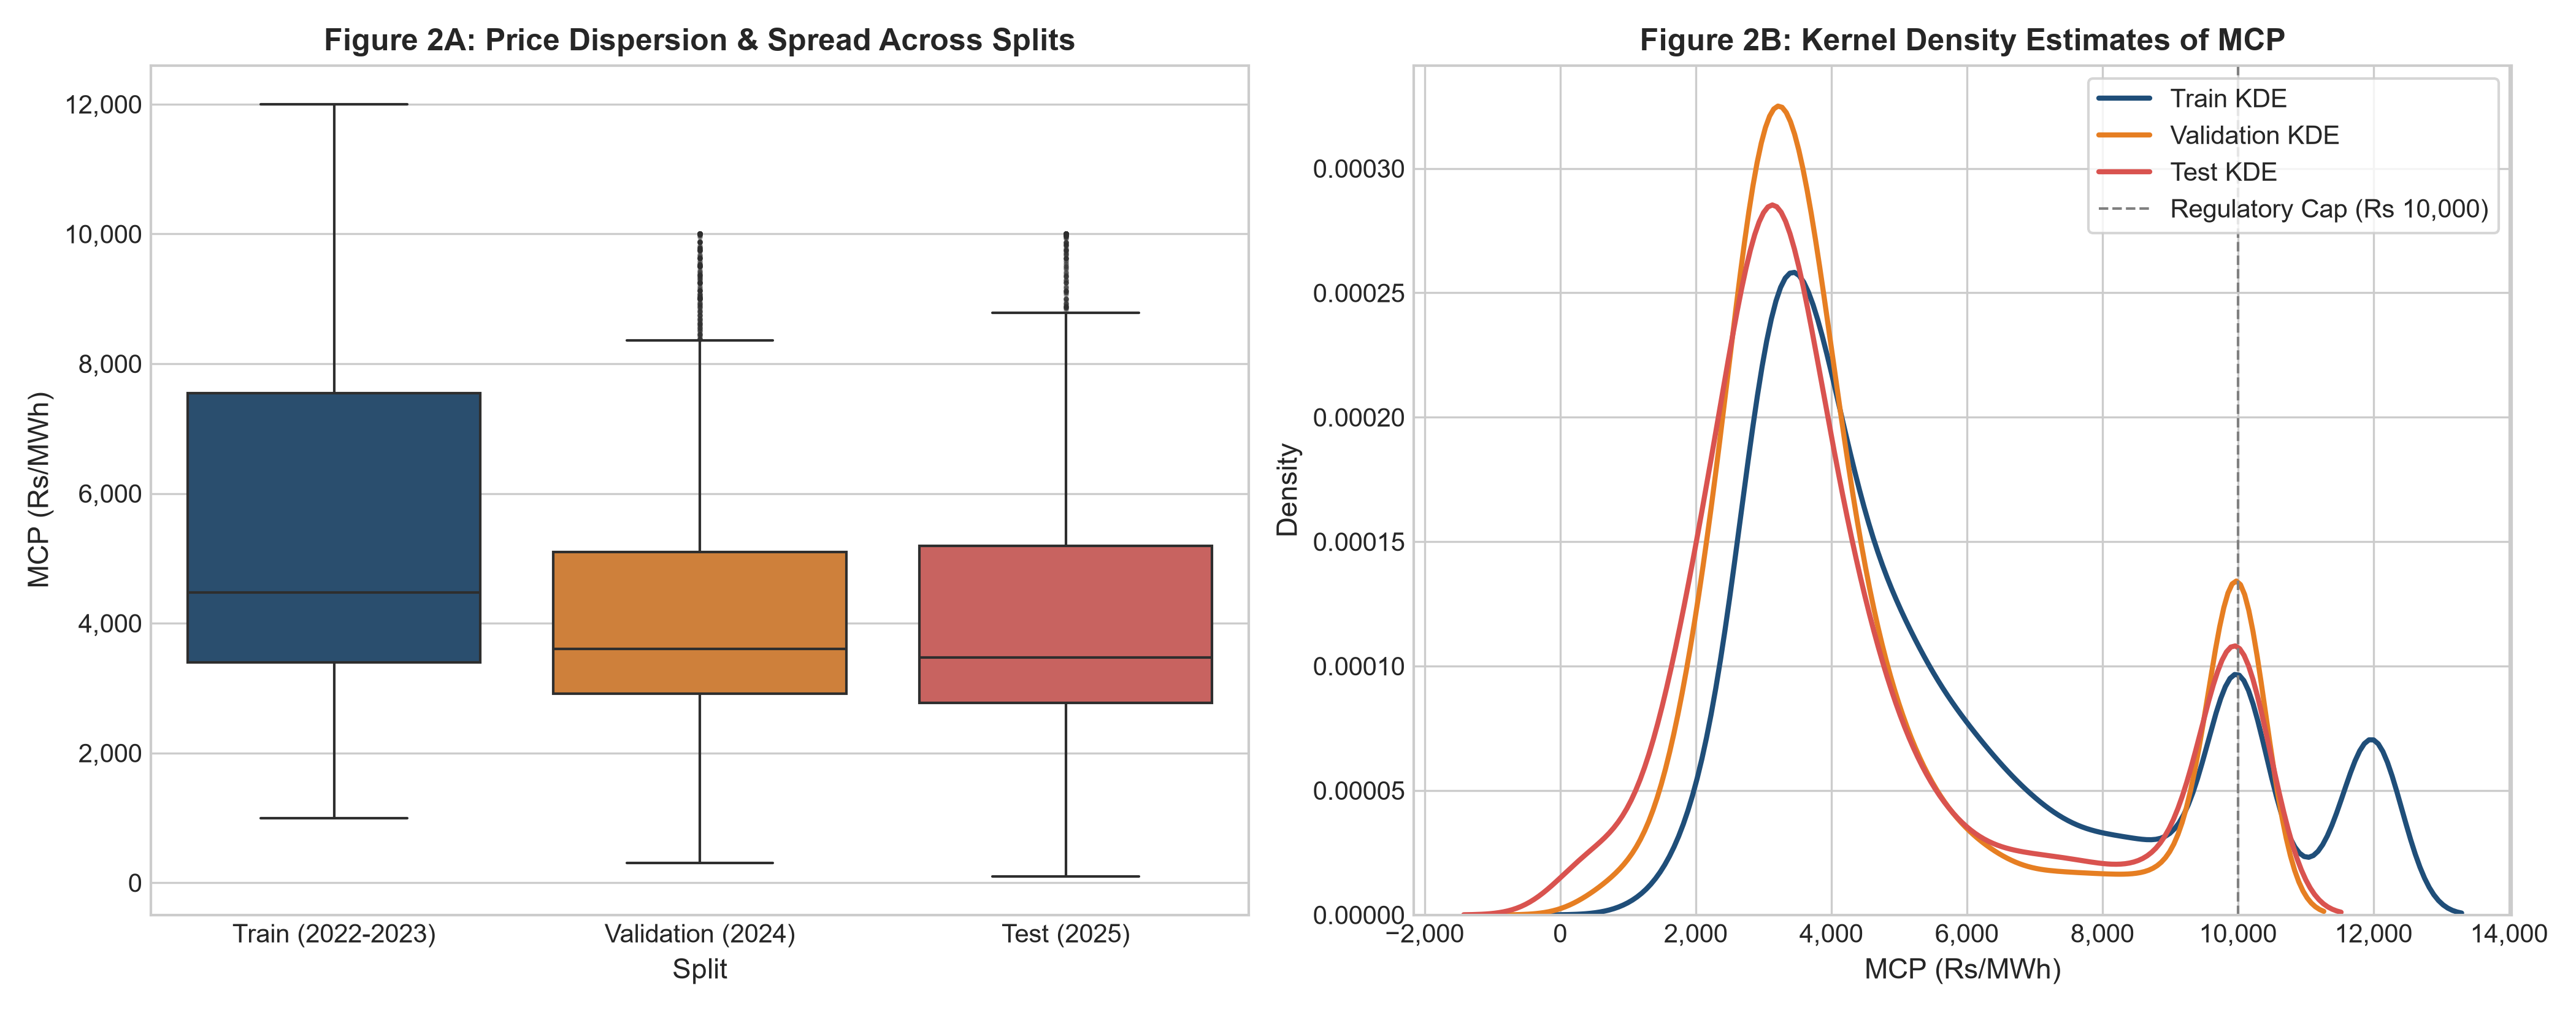 Figure 2A: Price Dispersion & Spread Across Splits
12,000
10,000
8,000
6,000
4,000
2,000
0
MCP (Rs/MWh)
Train (2022-2023)
Validation (2024)
Test (2025)
Split
Figure 2B: Kernel Density Estimates of MCP
Train KDE
Validation KDE
Test KDE
Regulatory Cap (Rs 10,000)
0.00030
0.00025
0.00020
0.00015
0.00010
0.00005
0.00000
Density
−2,000
0
2,000
4,000
6,000
8,000
10,000
12,000
14,000
MCP (Rs/MWh)